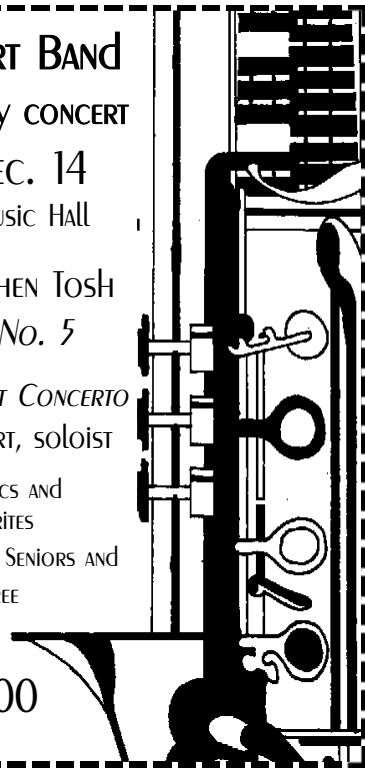 RT BAND
Y CONCERT
EC. 14
USIC HALL
HEN TOSH
No. 5
T CONCERTO
RT, SOLOIST
CS AND
RITES
SENIORS AND
REE
00